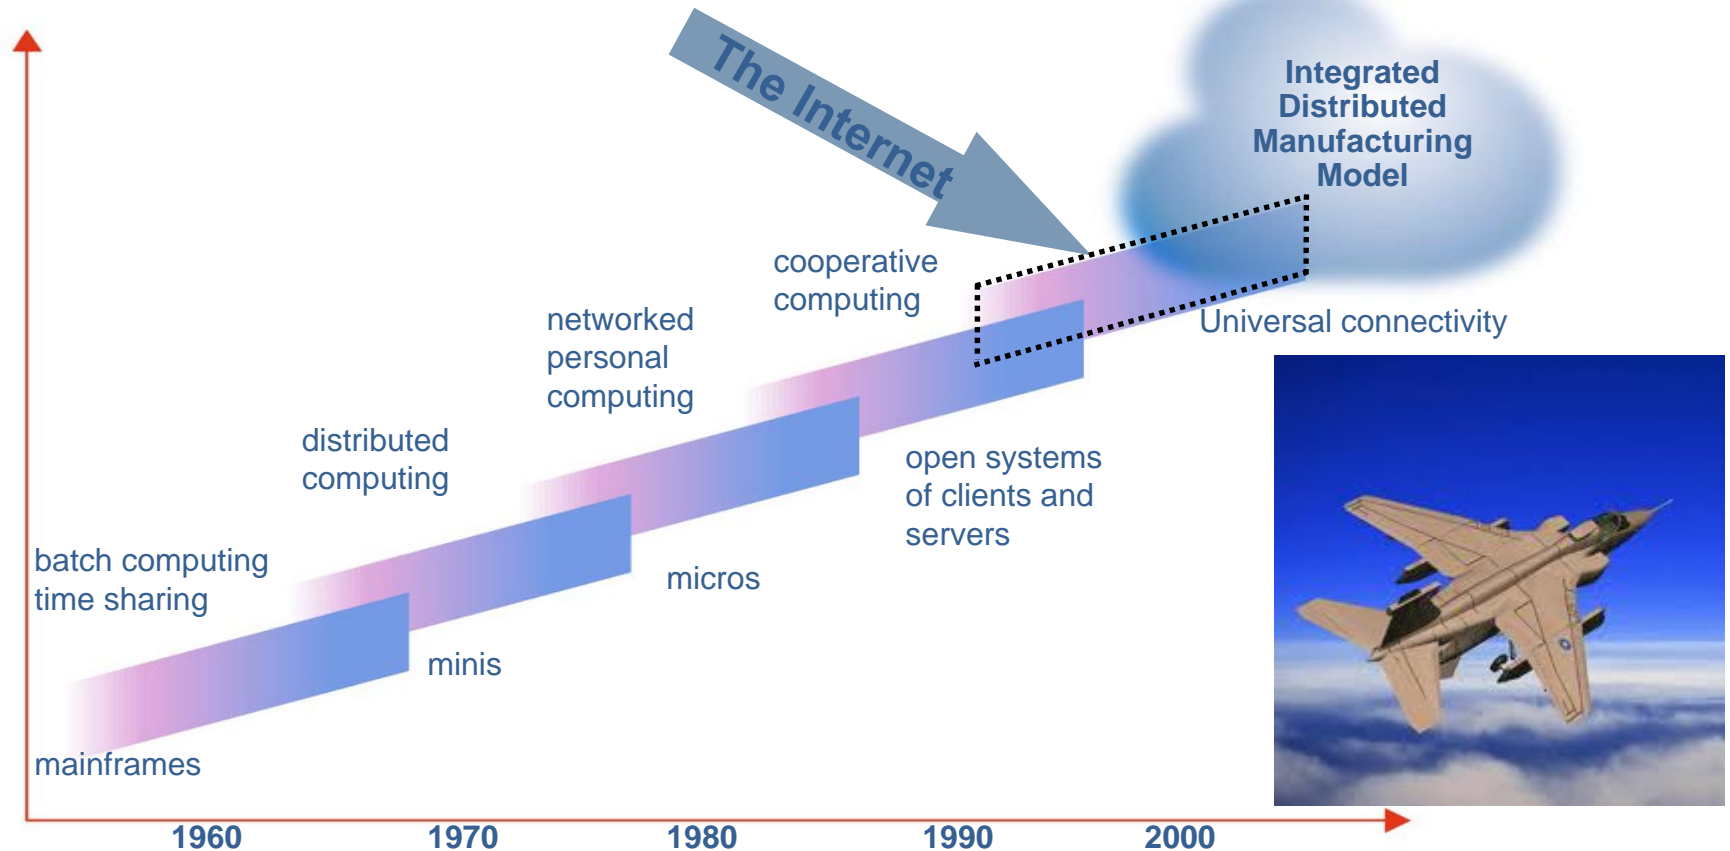 The Internet
Integrated
Distributed
Manufacturing
Model
cooperative
computing
Universal connectivity
networked
personal
computing
distributed
computing
open systems
of clients and
servers
batch computing
time sharing
micros
minis
mainframes
1960
1970
1980
1990
2000